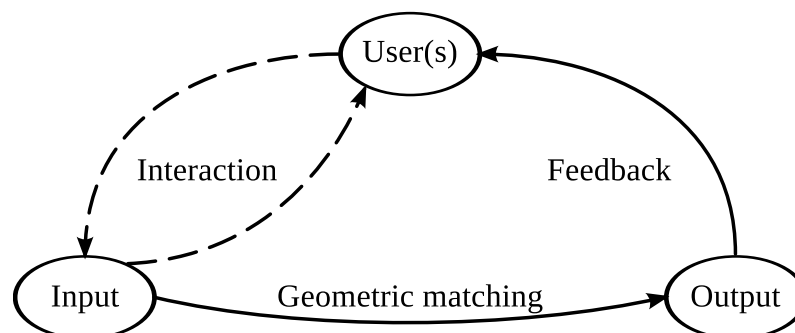 User(s)
Interaction
Feedback
Input
Geometric matching
Output